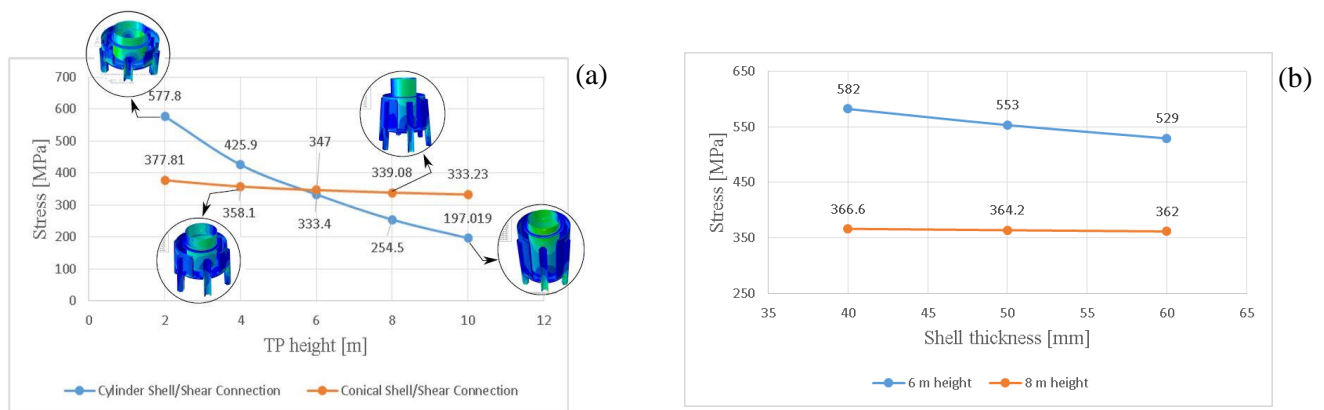 (a)
700
600
500
400
300
200
100
0
Stress [MPa]
577.8
425.9
347
339.08
333.23
377.81
358.1
333.4
254.5
197.019
0 2 4 6 8 10 12
TP height [m]
Cylinder Shell/Shear Connection Conical Shell/Shear Connection
(b)
650
550
450
350
250
Stress [MPa]
582
553
529
366.6
364.2
362
35 40 45 50 55 60 65
Shell thickness [mm]
6 m height 8 m height